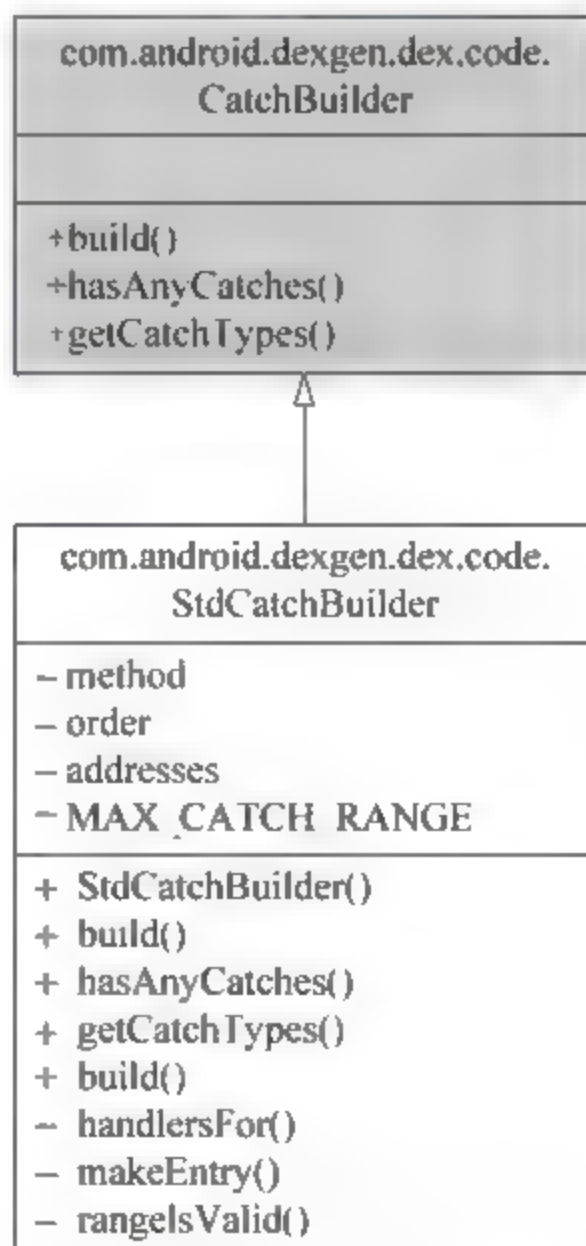 com.android.dexgen.dex.code.
CatchBuilder
+build()
+hasAnyCatches()
+getCatchTypes()
com.android.dexgen.dex.code.
StdCatchBuilder
– method
– order
– addresses
– MAX_CATCH_RANGE
+ StdCatchBuilder()
+ build()
+ hasAnyCatches()
+ getCatchTypes()
+ build()
– handlersFor()
– makeEntry()
– rangeIsValid()